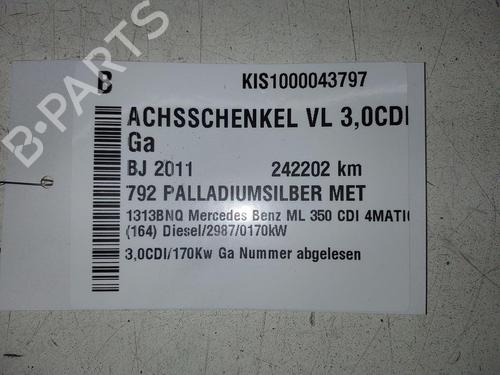 B-PARTS
B KIS1000043797
ACHSSCHENKEL VL 3,0CDI
Ga
BJ 2011 242202 km
792 PALLADIUMSILBER MET
1313BNQ Mercedes Benz ML 350 CDI 4MATIC
(164) Diesel/2987/0170kW
3,0CDI/170Kw Ga Nummer abgelesen